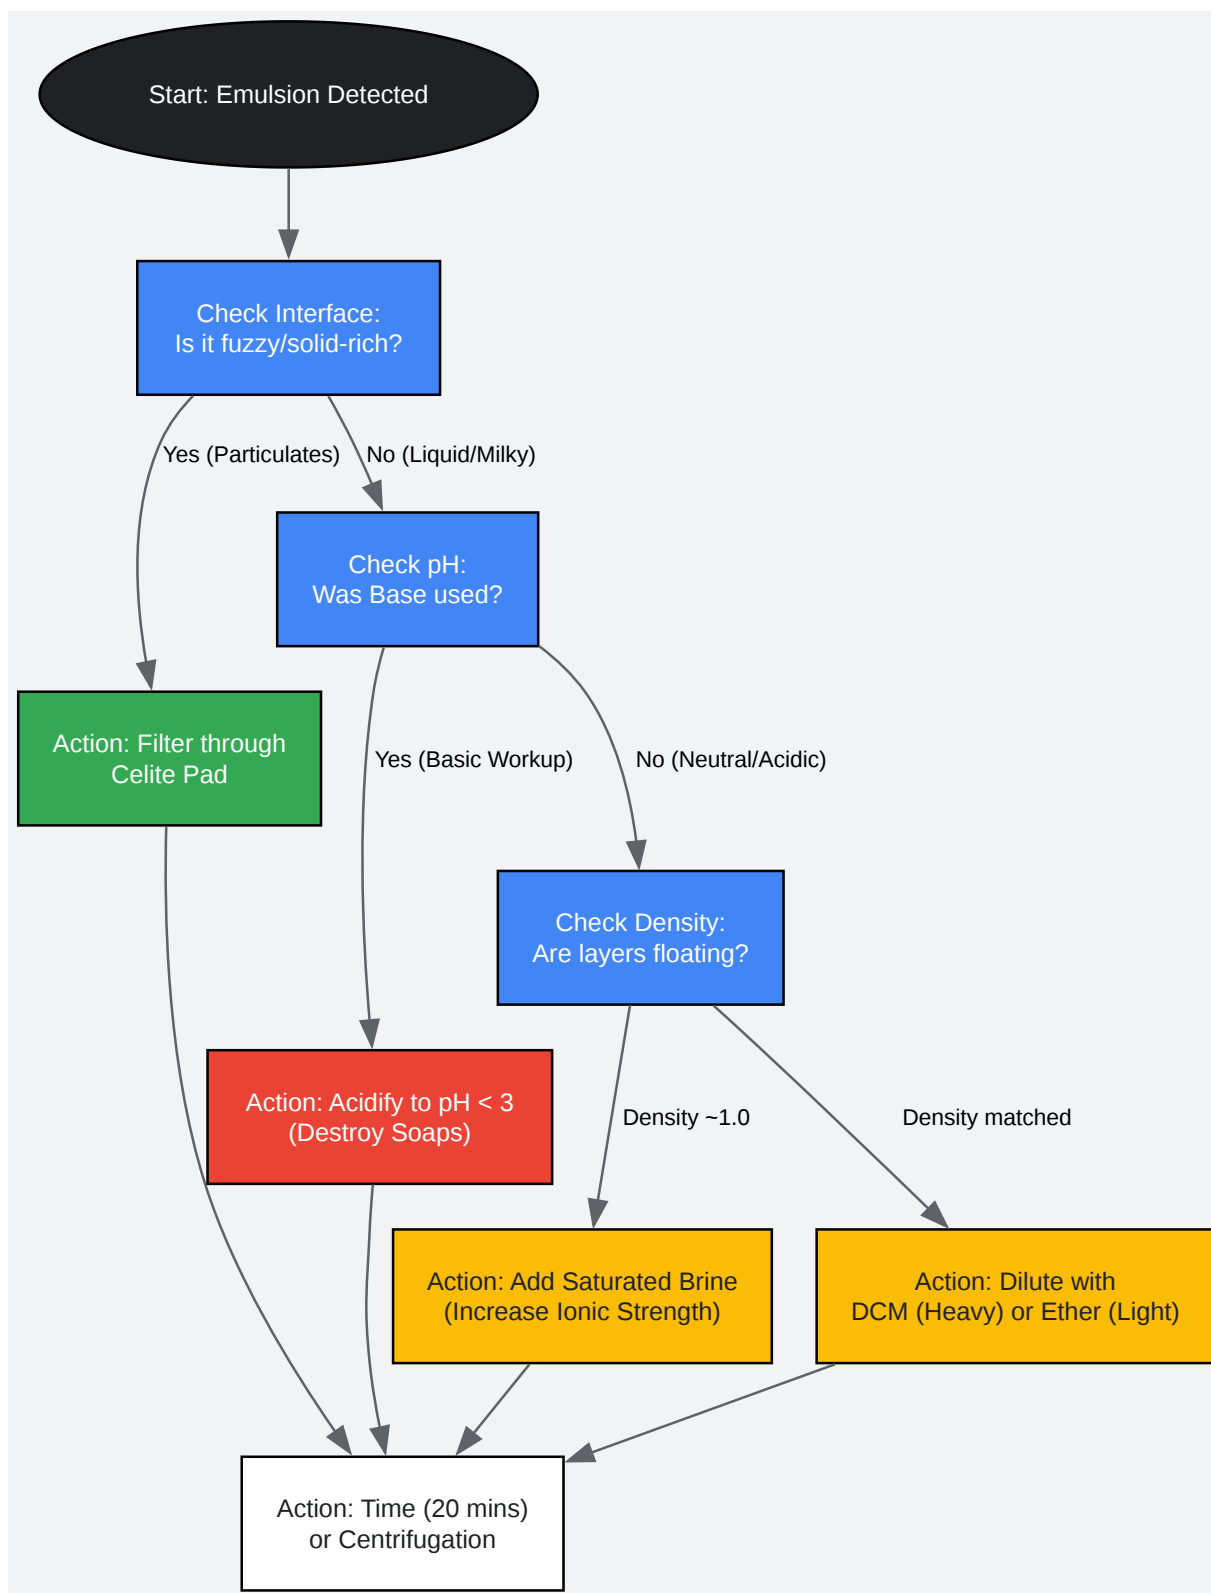 Start: Emulsion Detected
Check Interface:
Is it fuzzy/solid-rich?
Yes (Particulates)
No (Liquid/Milky)
Check pH:
Was Base used?
Action: Filter through
Celite Pad
Yes (Basic Workup)
No (Neutral/Acidic)
Check Density:
Are layers floating?
Action: Acidify to pH < 3
(Destroy Soaps)
Density ~1.0
Density matched
Action: Add Saturated Brine
(Increase Ionic Strength)
Action: Dilute with
DCM (Heavy) or Ether (Light)
Action: Time (20 mins)
or Centrifugation